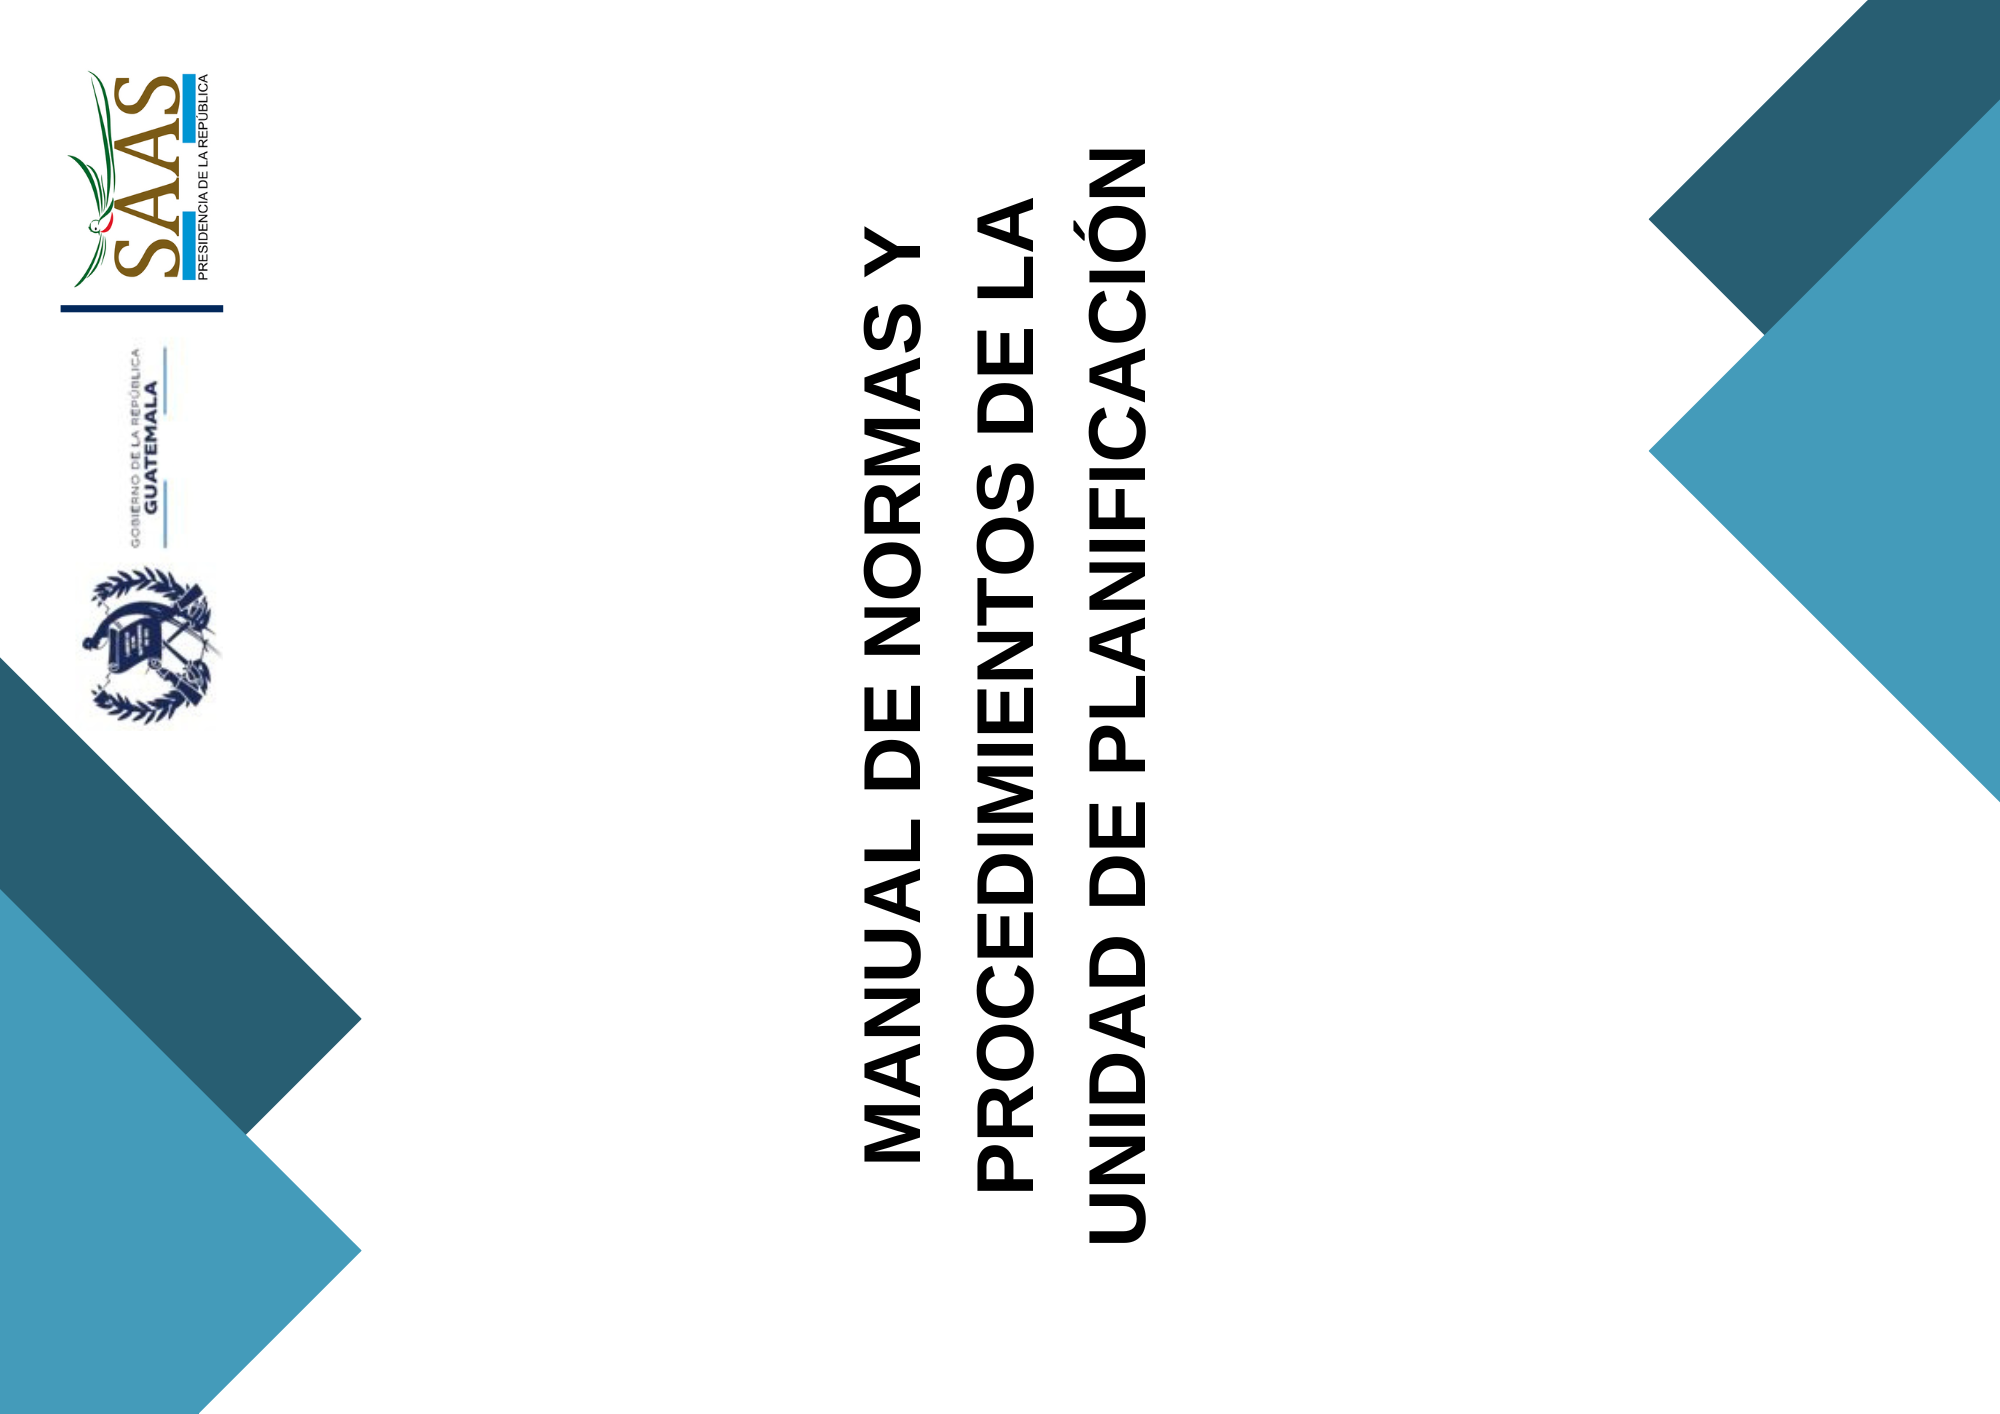 GOBIERNO DE LA REPÚBLICA
GUATEMALA
SAAS
PRESIDENCIA DE LA REPÚBLICA
MANUAL DE NORMAS Y
PROCEDIMIENTOS DE LA
UNIDAD DE PLANIFICACIÓN